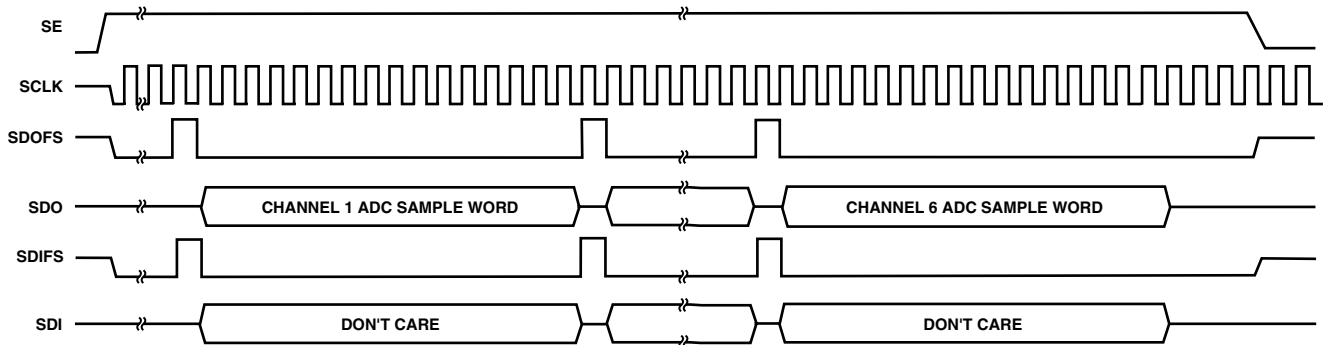 SE
SCLK
SDOFS
SDO
CHANNEL 1 ADC SAMPLE WORD
CHANNEL 6 ADC SAMPLE WORD
SDIFS
SDI
DON'T CARE
DON'T CARE